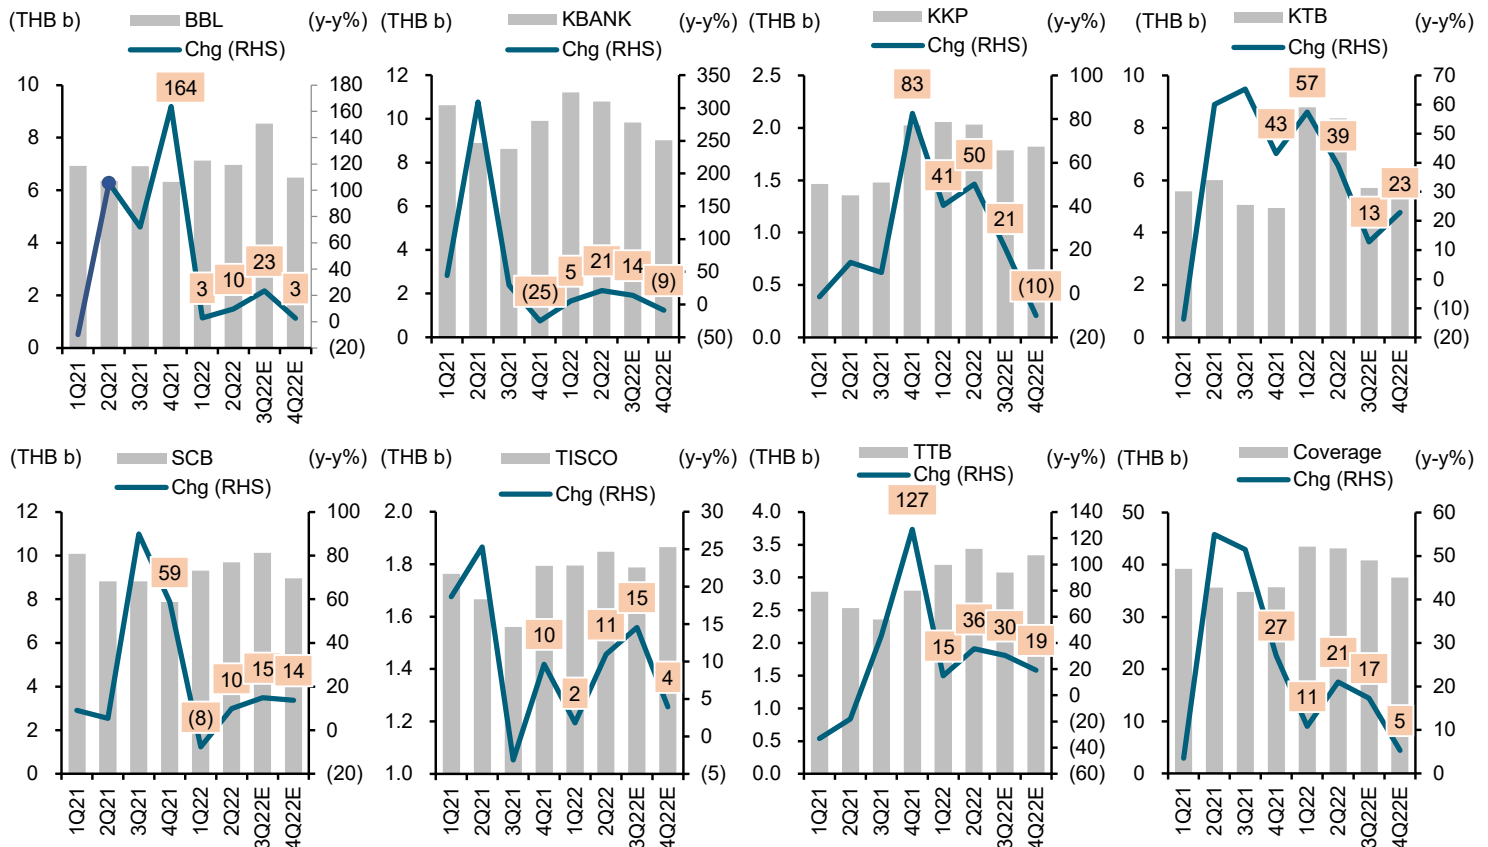 (THB b) BBL (y-y%)
Chg (RHS)
10 8 6 4 2 0
180 160 140 120 100 80 60 40 20 0 (20)
164 3 10 23 3
1Q21 2Q21 3Q21 4Q21 1Q22 2Q22 3Q22E 4Q22E
(THB b) KBANK (y-y%)
Chg (RHS)
12 10 8 6 4 2 0
350 300 250 200 150 100 50 0 (50)
(25) 5 21 14 (9)
1Q21 2Q21 3Q21 4Q21 1Q22 2Q22 3Q22E 4Q22E
(THB b) KKP (y-y%)
Chg (RHS)
2.5 2.0 1.5 1.0 0.5 0.0
100 80 60 40 20 0 (20)
83 41 50 21 (10)
1Q21 2Q21 3Q21 4Q21 1Q22 2Q22 3Q22E 4Q22E
(THB b) KTB (y-y%)
Chg (RHS)
10 8 6 4 2 0
70 60 50 40 30 20 10 0 (10) (20)
43 57 39 13 23
1Q21 2Q21 3Q21 4Q21 1Q22 2Q22 3Q22E 4Q22E
(THB b) SCB (y-y%)
Chg (RHS)
12 10 8 6 4 2 0
100 80 60 40 20 0 (20)
59 (8) 10 15 14
1Q21 2Q21 3Q21 4Q21 1Q22 2Q22 3Q22E 4Q22E
(THB b) TISCO (y-y%)
Chg (RHS)
2.0 1.8 1.6 1.4 1.2 1.0
30 25 20 15 10 5 0 (5)
10 2 11 15 4
1Q21 2Q21 3Q21 4Q21 1Q22 2Q22 3Q22E 4Q22E
(THB b) TTB (y-y%)
Chg (RHS)
4.0 3.5 3.0 2.5 2.0 1.5 1.0 0.5 0.0
140 120 100 80 60 40 20 0 (20) (40) (60)
127 15 36 30 19
1Q21 2Q21 3Q21 4Q21 1Q22 2Q22 3Q22E 4Q22E
(THB b) Coverage (y-y%)
Chg (RHS)
50 40 30 20 10 0
60 50 40 30 20 10 0
27 11 21 17 5
1Q21 2Q21 3Q21 4Q21 1Q22 2Q22 3Q22E 4Q22E